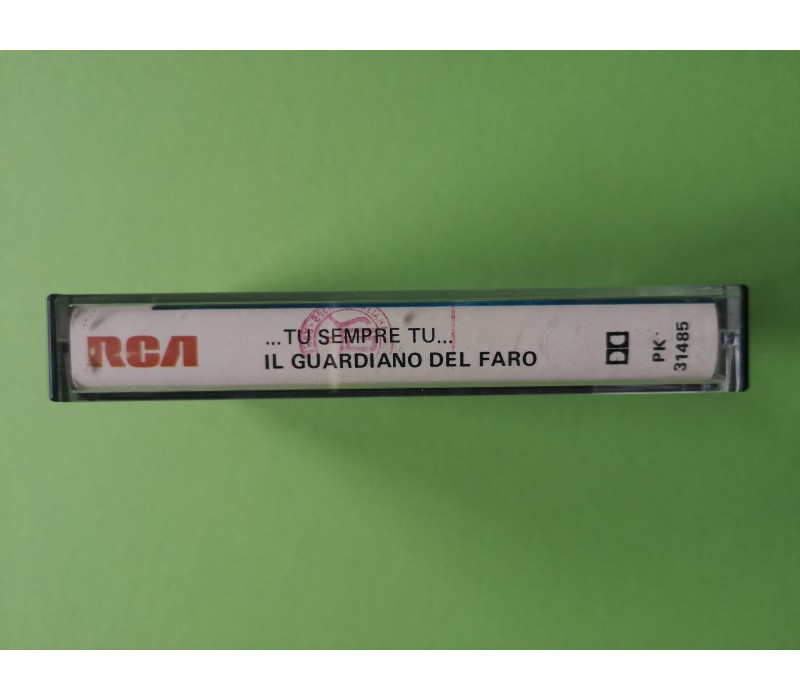 RCA
...TU SEMPRE TU...
IL GUARDIANO DEL FARO
PK
31485